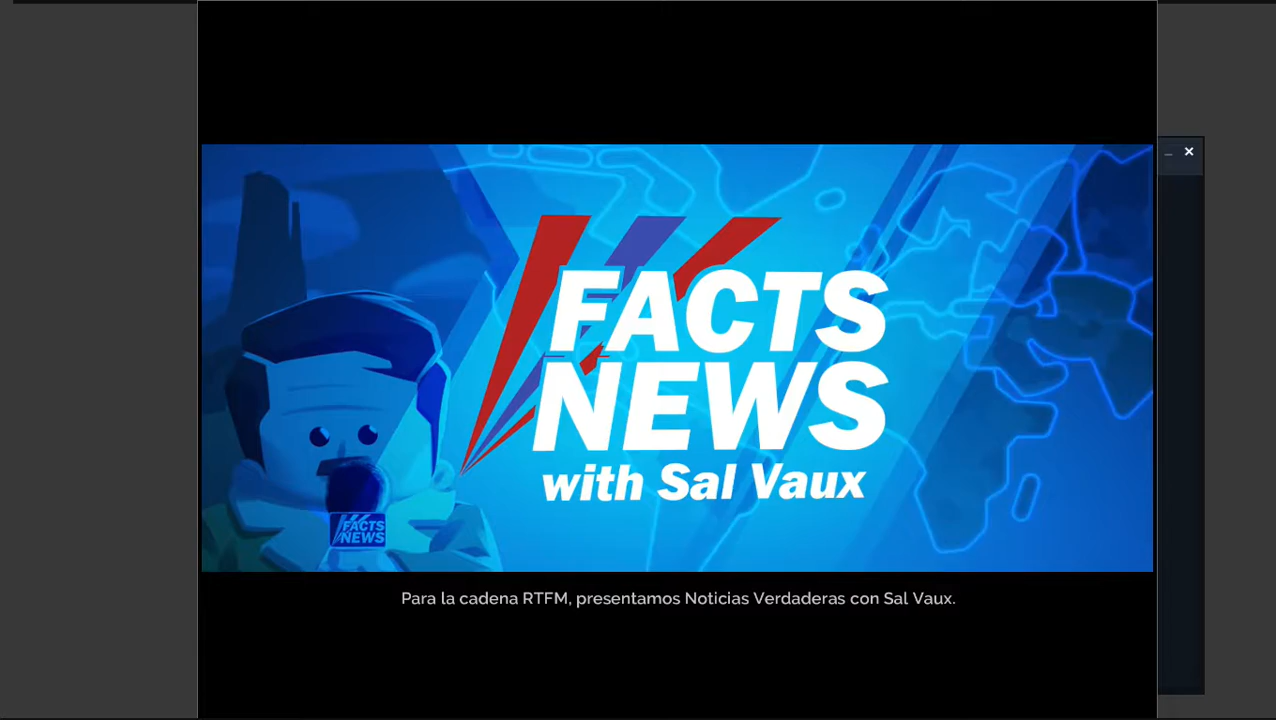 FACTS
NEWS
with Sal Vaux
FACTS
NEWS
Para la cadena RTFM, presentamos Noticias Verdaderas con Sal Vaux.